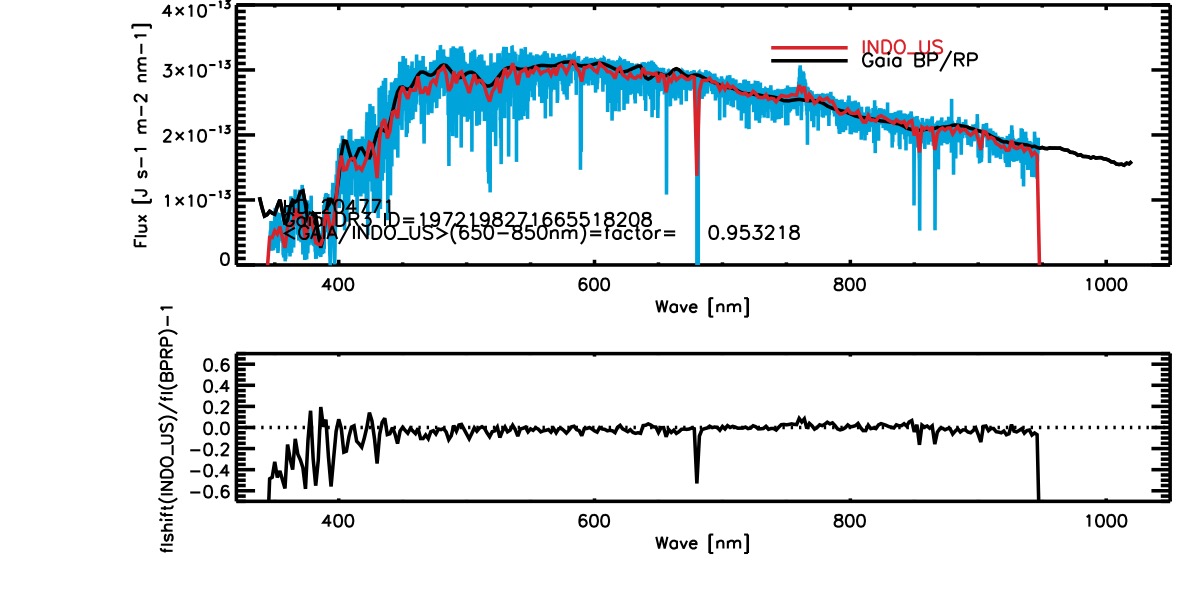 4×10−13
3×10−13
2×10−13
1×10−13
0
Flux [J s−1 m−2 nm−1]
INDO_US
Gaia BP/RP
204771
Gaia DR3 ID=1972198271665518208
<GAIA/INDO_US>(650−850nm)=factor= 0.953218
400 600 800 1000
Wave [nm]
flshift(INDO_US)/fl(BPRP)−1
0.6
0.4
0.2
0.0
−0.2
−0.4
−0.6
400 600 800 1000
Wave [nm]